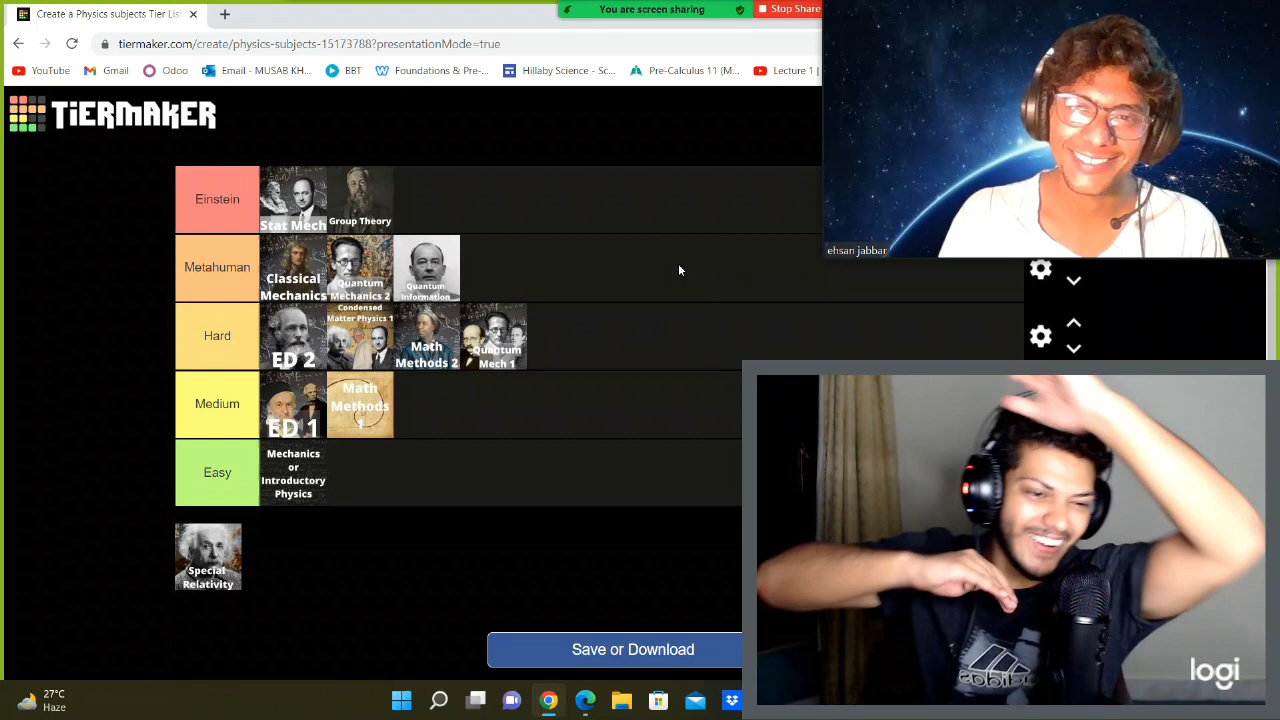 Create a Physics subjects Tier Lis
You are screen sharing
Stop Share
tiermaker.com/create/physics-subjects-15173788?presentationMode=true
YouTube
Gmail
Odoo
Email - MUSAB KH...
BBT
Foundations & Pre-...
Hillaby Science - Sc...
Pre-Calculus 11 (M...
Lecture 1
TiERMAKER
ehsan jabbar
Einstein
Stat Mech
Group Theory
Metahuman
Classical
Mechanics
Quantum
Mechanics 2
Quantum
Information
Hard
ED 2
Condensed
Matter Physics 1
Math
Methods 2
Quantum
Mech 1
Medium
ED 1
Math
Methods
1
Easy
Mechanics
or
Introductory
Physics
Special
Relativity
Save or Download
adidas
logi
27°C
Haze